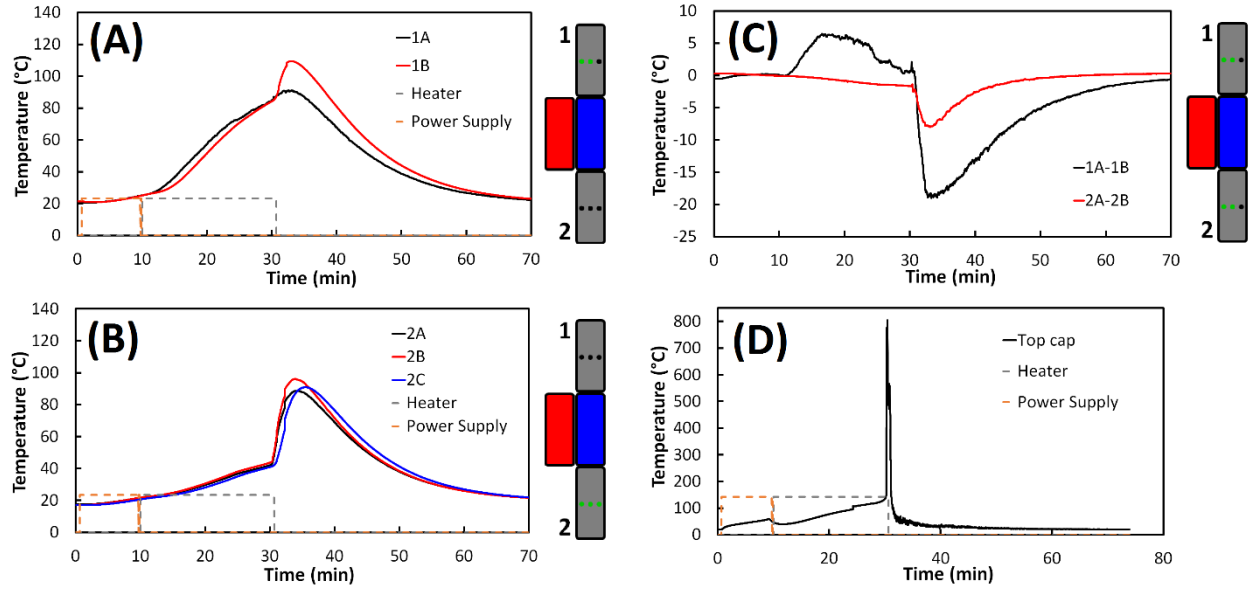 (A)
140
120
100
80
60
40
20
0
Temperature (°C)
1A
1B
Heater
Power Supply
0 10 20 30 40 50 60 70
Time (min)
1
2
(C)
10
5
0
-5
-10
-15
-20
-25
Temperature (°C)
1A-1B
2A-2B
0 10 20 30 40 50 60 70
Time (min)
1
2
(B)
140
120
100
80
60
40
20
0
Temperature (°C)
2A
2B
2C
Heater
Power Supply
0 10 20 30 40 50 60 70
Time (min)
1
2
(D)
800
700
600
500
400
300
200
100
0
Temperature (°C)
Top cap
Heater
Power Supply
0 20 40 60 80
Time (min)